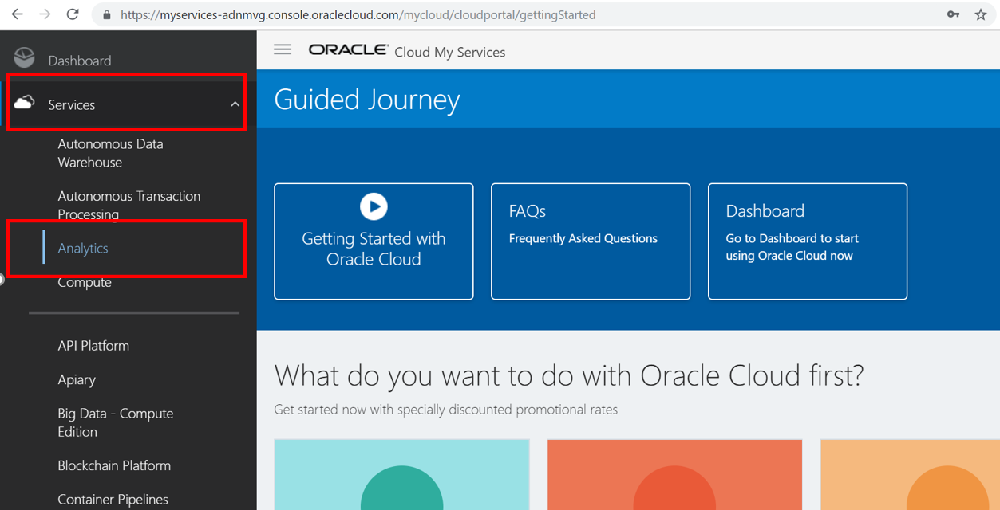 https://myservices-adnmvg.console.oraclecloud.com/mycloud/cloudportal/gettingStarted
Dashboard
Services
Autonomous Data
Warehouse
Autonomous Transaction
Processing
Analytics
Compute
API Platform
Apiary
Big Data - Compute
Edition
Blockchain Platform
Container Pipelines
ORACLE® Cloud My Services
Guided Journey
Getting Started with
Oracle Cloud
FAQs
Frequently Asked Questions
Dashboard
Go to Dashboard to start
using Oracle Cloud now
What do you want to do with Oracle Cloud first?
Get started now with specially discounted promotional rates